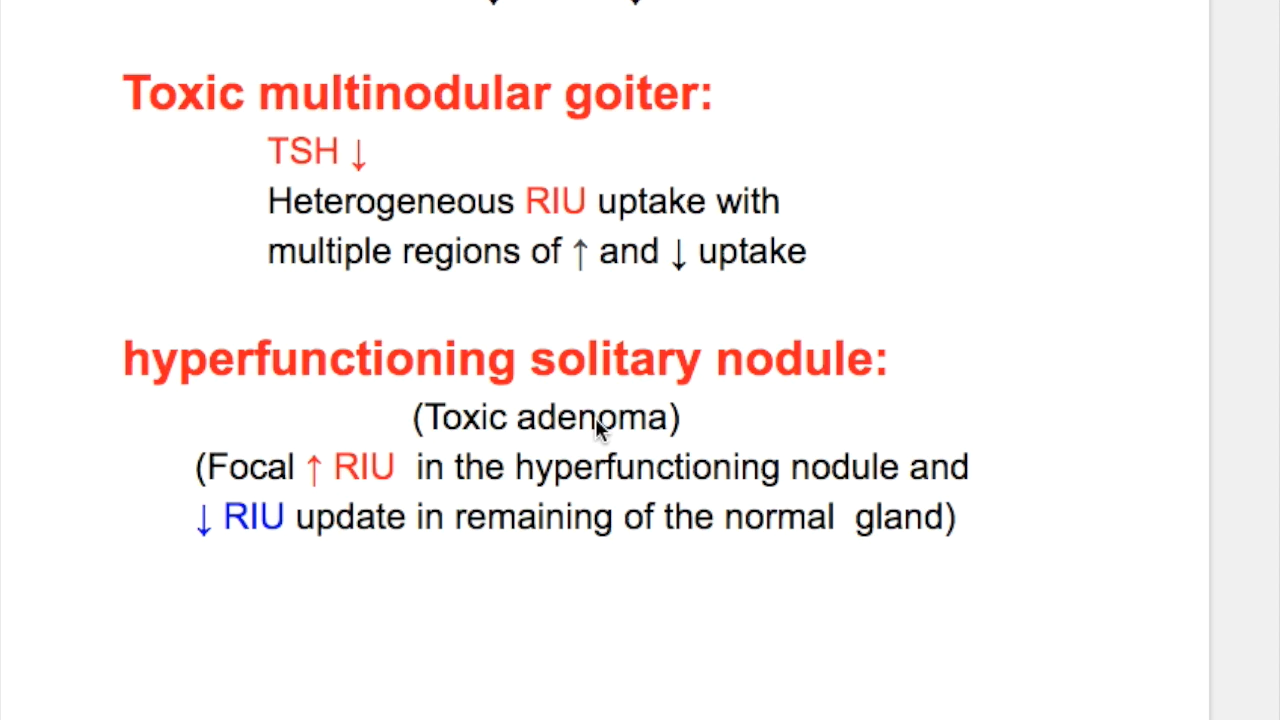 Toxic multinodular goiter:
TSH ↓
Heterogeneous RIU uptake with
multiple regions of ↑ and ↓ uptake
hyperfunctioning solitary nodule:
(Toxic adenoma)
(Focal ↑ RIU in the hyperfunctioning nodule and
↓ RIU update in remaining of the normal gland)